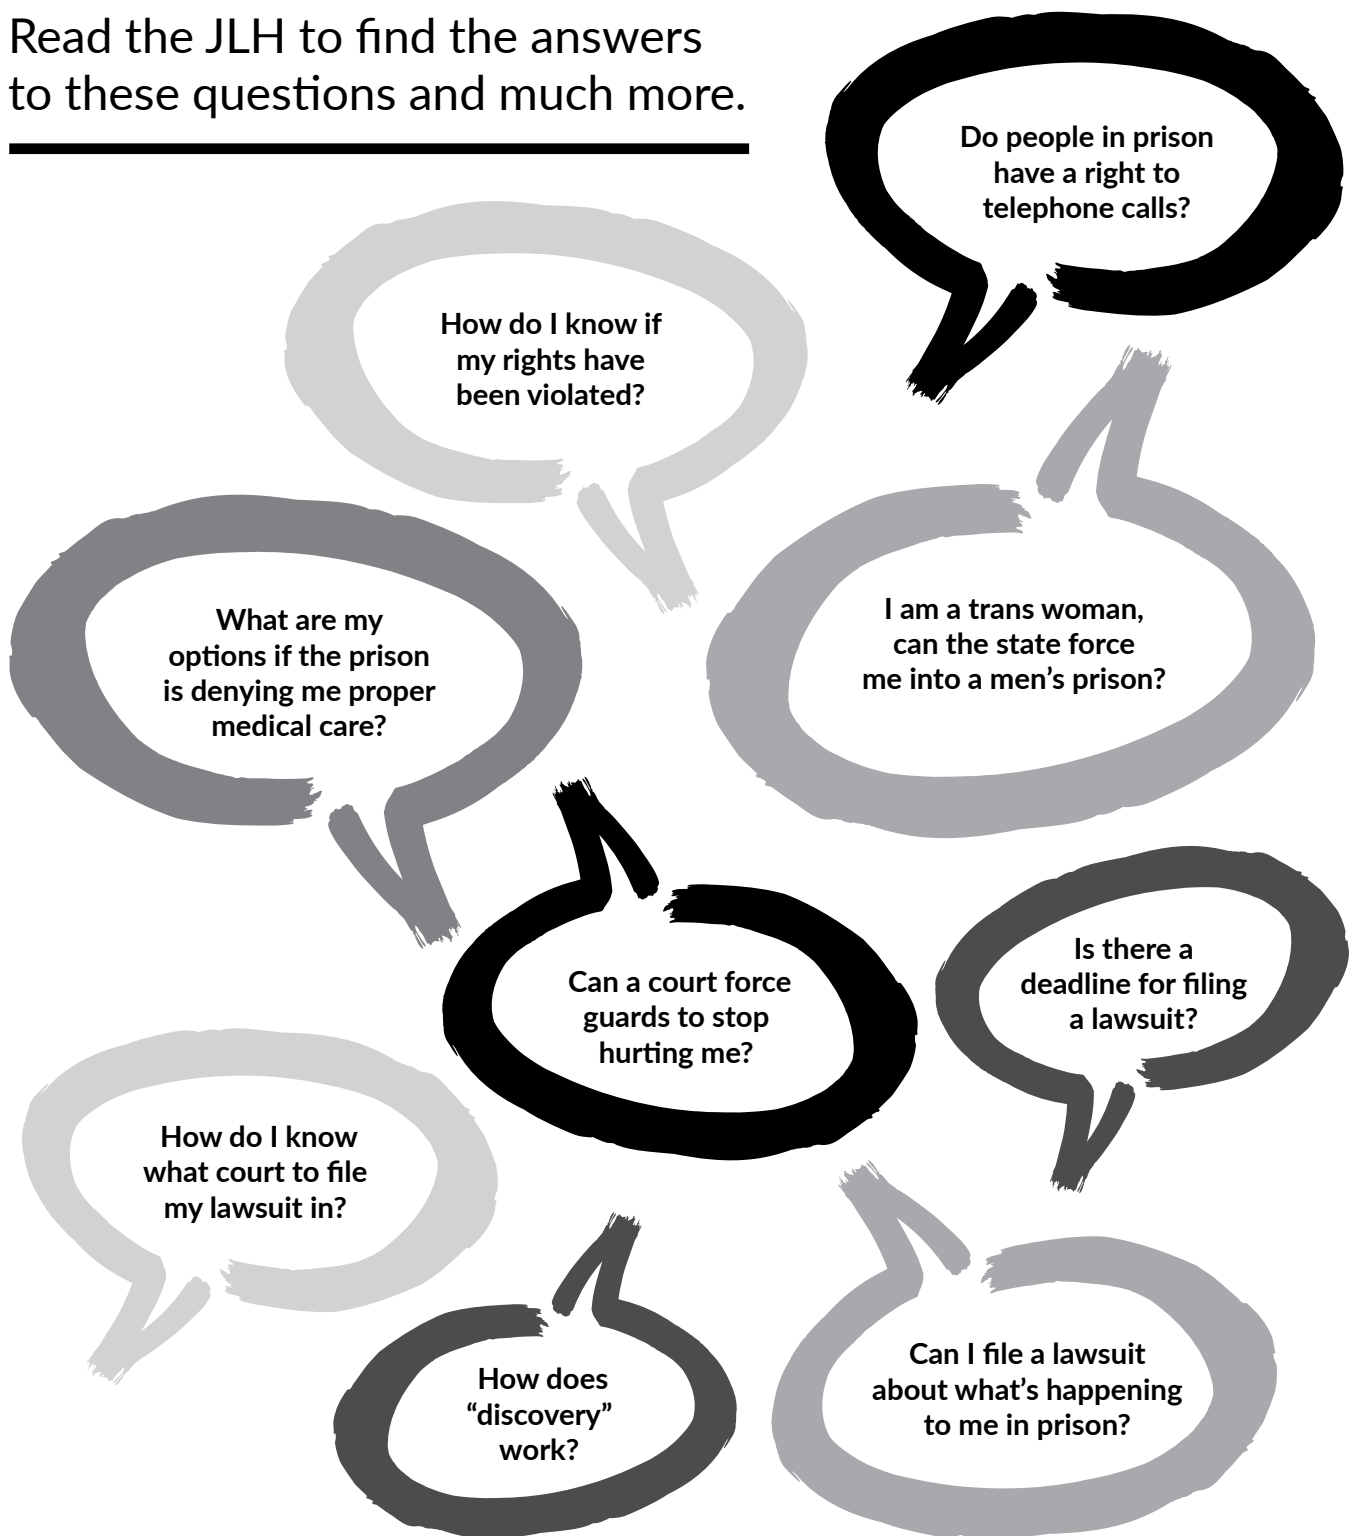 Read the JLH to find the answers
to these questions and much more.
Do people in prison
have a right to
telephone calls?
How do I know if
my rights have
been violated?
I am a trans woman,
can the state force
me into a men’s prison?
What are my
options if the prison
is denying me proper
medical care?
Is there a
deadline for filing
a lawsuit?
Can a court force
guards to stop
hurting me?
How do I know
what court to file
my lawsuit in?
Can I file a lawsuit
about what’s happening
to me in prison?
How does
“discovery”
work?